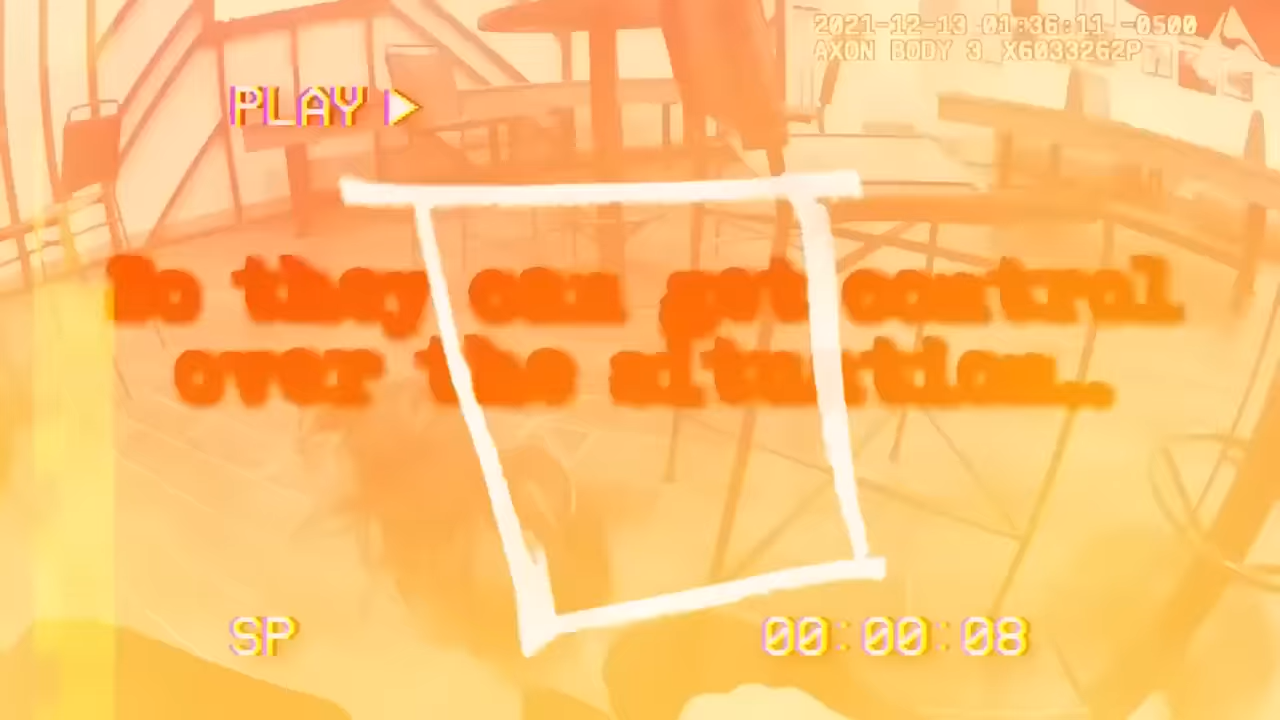 2021-12-13 01:36:11 -0500
AXON BODY 3 X6033262P
PLAY
So they can get control
over the situation…
SP
00:00:08